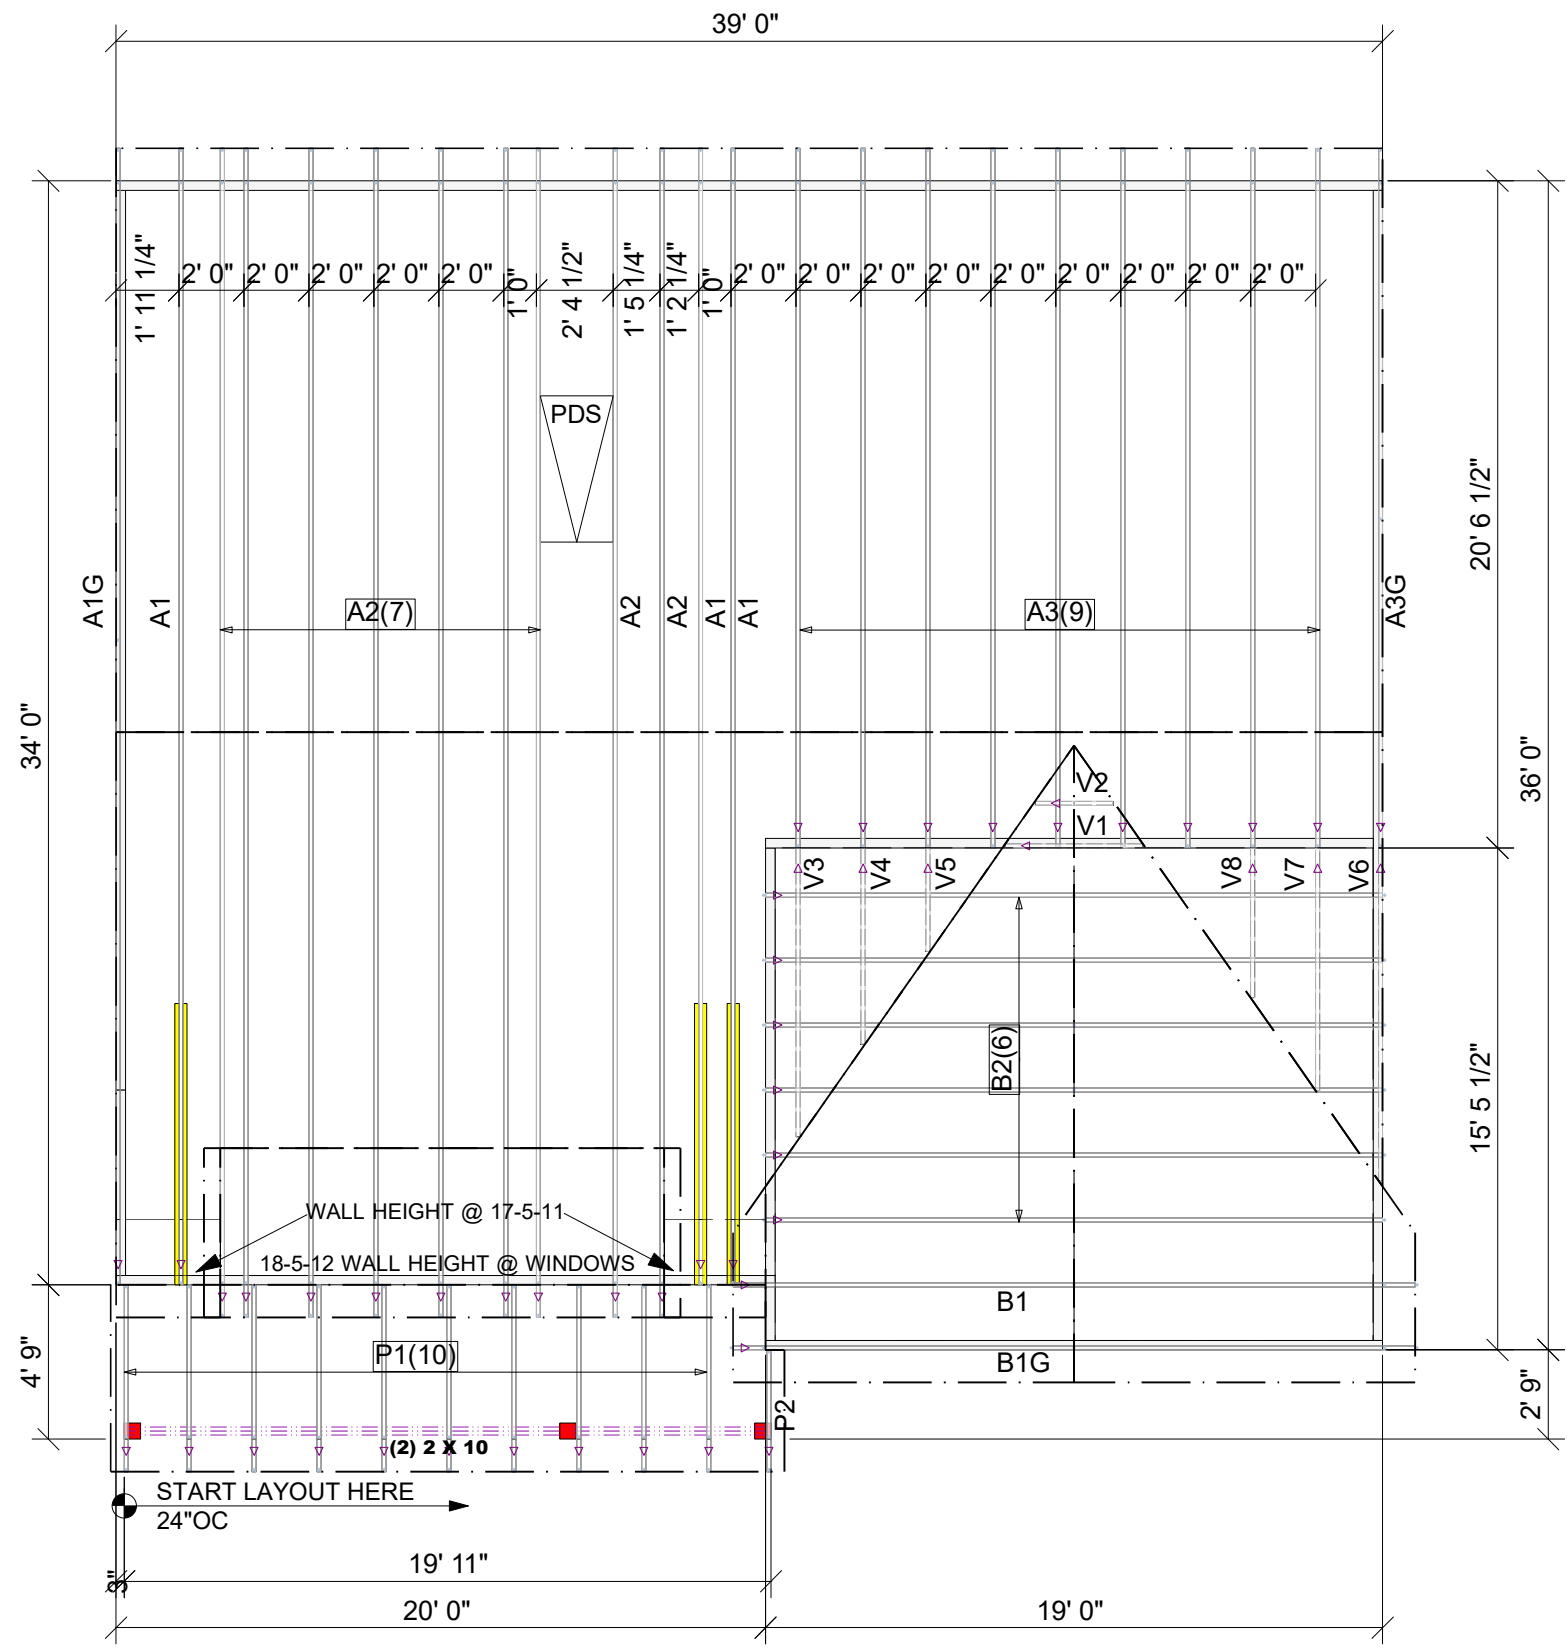 39' 0"
1' 11 1/4"
2' 0"
2' 0"
2' 0"
2' 0"
2' 0"
1' 0"
2' 4 1/2"
1' 5 1/4"
1' 2 1/4"
1' 0"
2' 0"
2' 0"
2' 0"
2' 0"
2' 0"
2' 0"
2' 0"
2' 0"
2' 0"
PDS
20' 6 1/2"
A1G
A1
A2(7)
A2
A2
A1
A1
A3(9)
A3G
34' 0"
36' 0"
V2
V1
V3
V4
V5
V8
V7
V6
B2(6)
15' 5 1/2"
WALL HEIGHT @ 17-5-11
18-5-12 WALL HEIGHT @ WINDOWS
B1
4' 9"
P1(10)
B1G
2' 9"
P2
(2) 2 X 10
START LAYOUT HERE
24"OC
3"
19' 11"
20' 0"
19' 0"